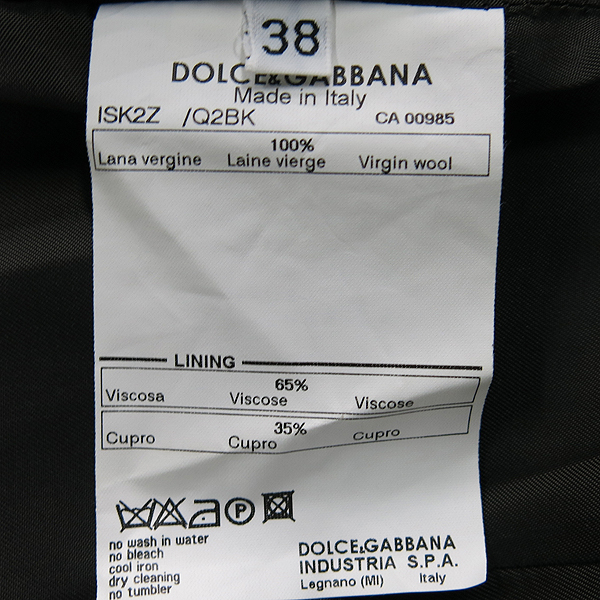 38
DOLCE&GABBANA
Made in Italy
ISK2Z /Q2BK CA 00985
100%
Lana vergine Laine vierge Virgin wool
LINING
65%
Viscosa Viscose Viscose
35%
Cupro Cupro Cupro
P
no wash in water
no bleach
cool iron
dry cleaning
no tumbler
DOLCE&GABBANA
INDUSTRIA S.P.A.
Legnano (MI) Italy